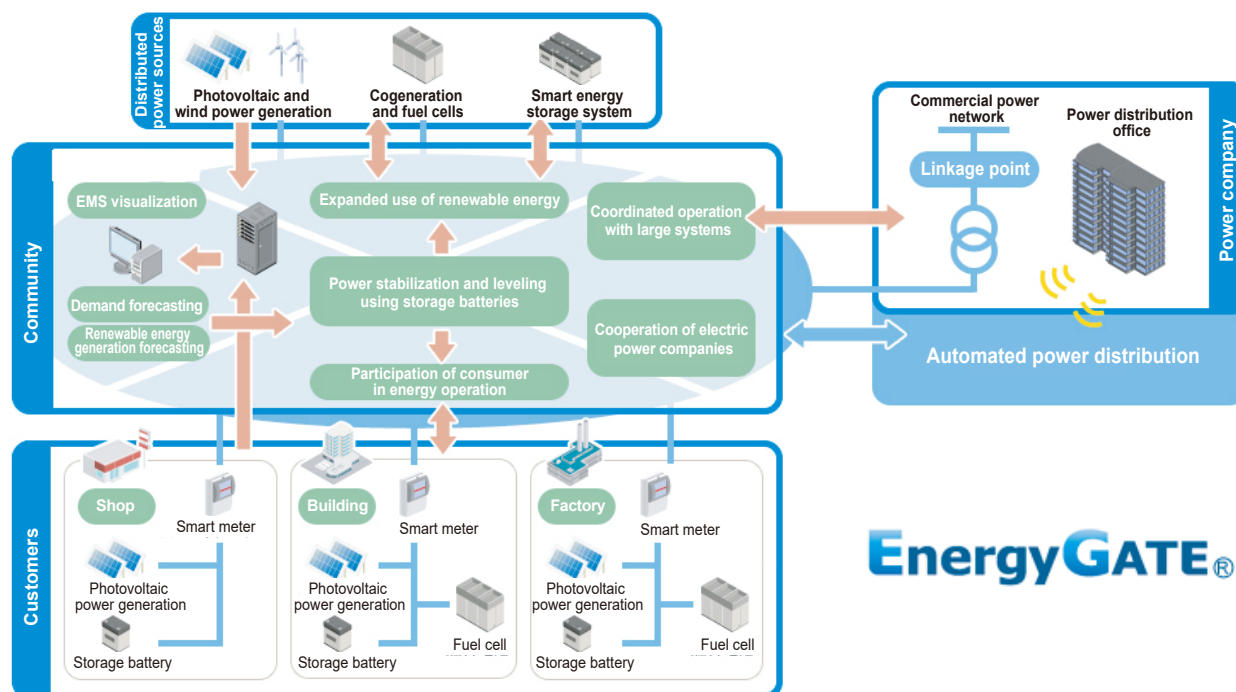 Distributed
power sources
Photovoltaic and
wind power generation
Cogeneration
and fuel cells
Smart energy
storage system
Community
EMS visualization
Demand forecasting
Renewable energy
generation forecasting
Expanded use of renewable energy
Power stabilization and leveling
using storage batteries
Participation of consumer
in energy operation
Coordinated operation
with large systems
Cooperation of electric
power companies
Power company
Commercial power
network
Linkage point
Power distribution
office
Automated power distribution
Customers
Shop
Smart meter
Photovoltaic
power generation
Storage battery
Building
Smart meter
Photovoltaic
power generation
Storage battery
Fuel cell
Factory
Smart meter
Photovoltaic
power generation
Storage battery
Fuel cell
EnergyGATE®